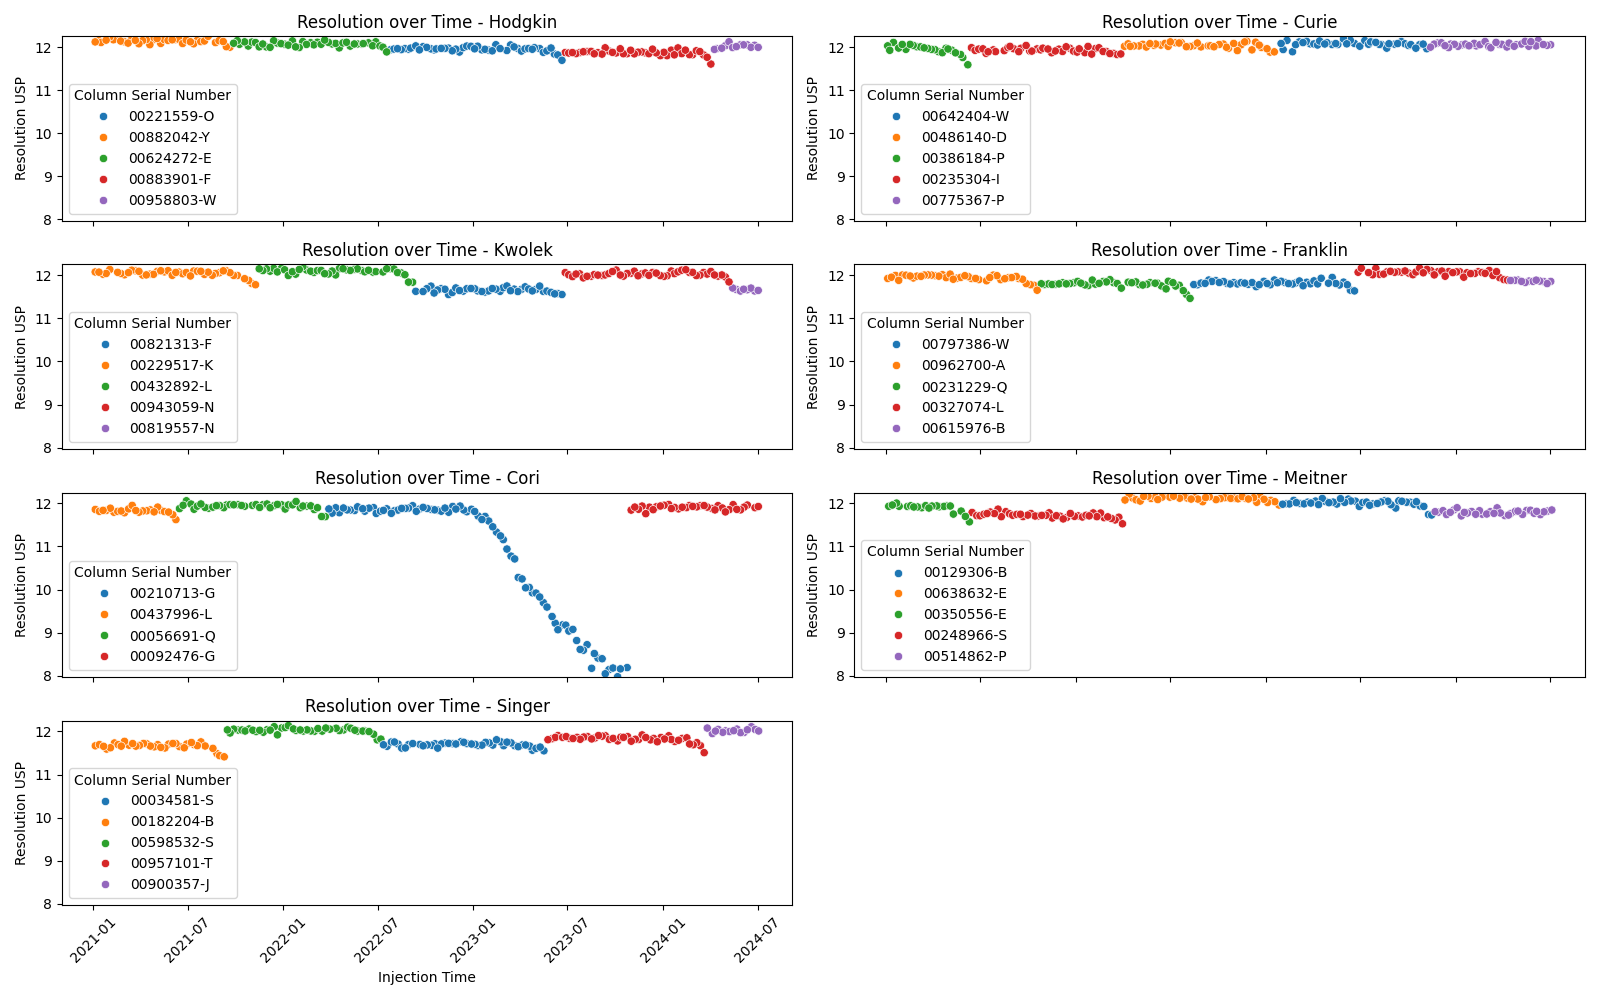 Resolution over Time - Hodgkin
Resolution USP
12
11
10
9
8
Column Serial Number
00221559-O
00882042-Y
00624272-E
00883901-F
00958803-W
Resolution over Time - Curie
Resolution USP
12
11
10
9
8
Column Serial Number
00642404-W
00486140-D
00386184-P
00235304-I
00775367-P
Resolution over Time - Kwolek
Resolution USP
12
11
10
9
8
Column Serial Number
00821313-F
00229517-K
00432892-L
00943059-N
00819557-N
Resolution over Time - Franklin
Resolution USP
12
11
10
9
8
Column Serial Number
00797386-W
00962700-A
00231229-Q
00327074-L
00615976-B
Resolution over Time - Cori
Resolution USP
12
11
10
9
8
Column Serial Number
00210713-G
00437996-L
00056691-Q
00092476-G
Resolution over Time - Meitner
Resolution USP
12
11
10
9
8
Column Serial Number
00129306-B
00638632-E
00350556-E
00248966-S
00514862-P
Resolution over Time - Singer
Resolution USP
12
11
10
9
8
Column Serial Number
00034581-S
00182204-B
00598532-S
00957101-T
00900357-J
2021-01
2021-07
2022-01
2022-07
2023-01
2023-07
2024-01
2024-07
Injection Time